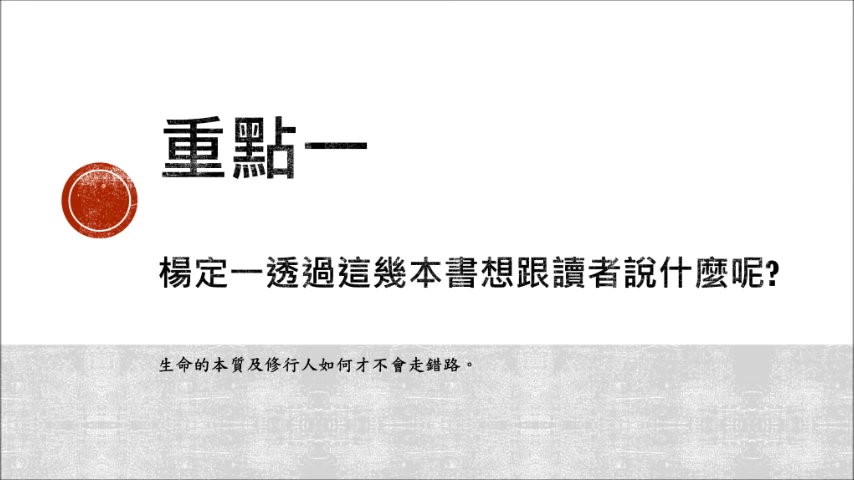 重點一
楊定一透過這幾本書想跟讀者說什麼呢?
生命的本質及修行人如何才不會走錯路。